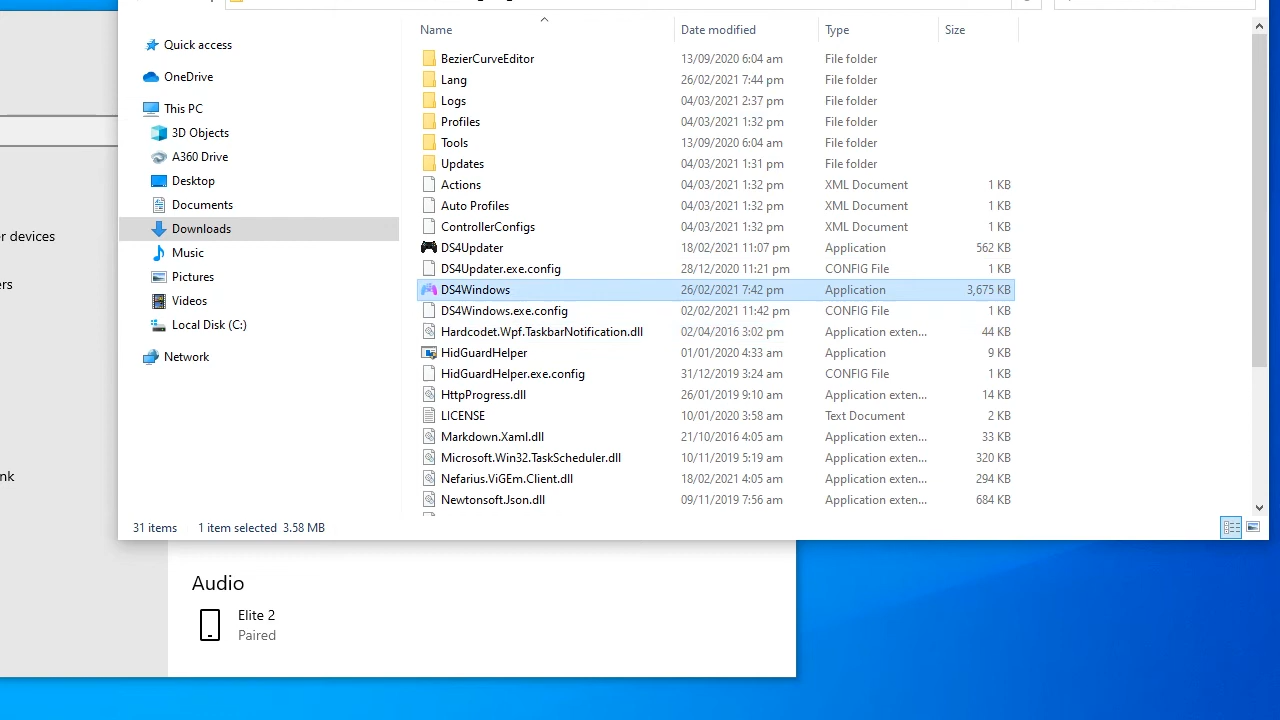 Name Date modified Type Size
Quick access
OneDrive
This PC
3D Objects
A360 Drive
Desktop
Documents
Downloads
Music
Pictures
Videos
Local Disk (C:)
Network
BezierCurveEditor 13/09/2020 6:04 am File folder
Lang 26/02/2021 7:44 pm File folder
Logs 04/03/2021 2:37 pm File folder
Profiles 04/03/2021 1:32 pm File folder
Tools 13/09/2020 6:04 am File folder
Updates 04/03/2021 1:31 pm File folder
Actions 04/03/2021 1:32 pm XML Document 1 KB
Auto Profiles 04/03/2021 1:32 pm XML Document 1 KB
ControllerConfigs 04/03/2021 1:32 pm XML Document 1 KB
DS4Updater 18/02/2021 11:07 pm Application 562 KB
DS4Updater.exe.config 28/12/2020 11:21 pm CONFIG File 1 KB
DS4Windows 26/02/2021 7:42 pm Application 3,675 KB
DS4Windows.exe.config 02/02/2021 11:42 pm CONFIG File 1 KB
Hardcodet.Wpf.TaskbarNotification.dll 02/04/2016 3:02 pm Application exten... 44 KB
HidGuardHelper 01/01/2020 4:33 am Application 9 KB
HidGuardHelper.exe.config 31/12/2019 3:24 am CONFIG File 1 KB
HttpProgress.dll 26/01/2019 9:10 am Application exten... 14 KB
LICENSE 10/01/2020 3:58 am Text Document 2 KB
Markdown.Xaml.dll 21/10/2016 4:05 am Application exten... 33 KB
Microsoft.Win32.TaskScheduler.dll 10/11/2019 5:19 am Application exten... 320 KB
Nefarius.ViGEm.Client.dll 18/02/2021 4:05 am Application exten... 294 KB
Newtonsoft.Json.dll 09/11/2019 7:56 am Application exten... 684 KB
31 items 1 item selected 3.58 MB
r devices
ers
nk
Audio
Elite 2
Paired